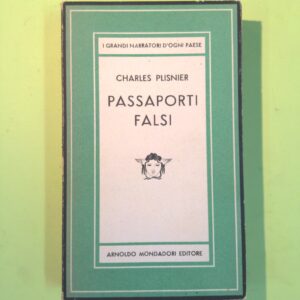 I GRANDI NARRATORI D'OGNI PAESE
CHARLES PLISNIER
PASSAPORTI
FALSI
ARNOLDO MONDADORI EDITORE